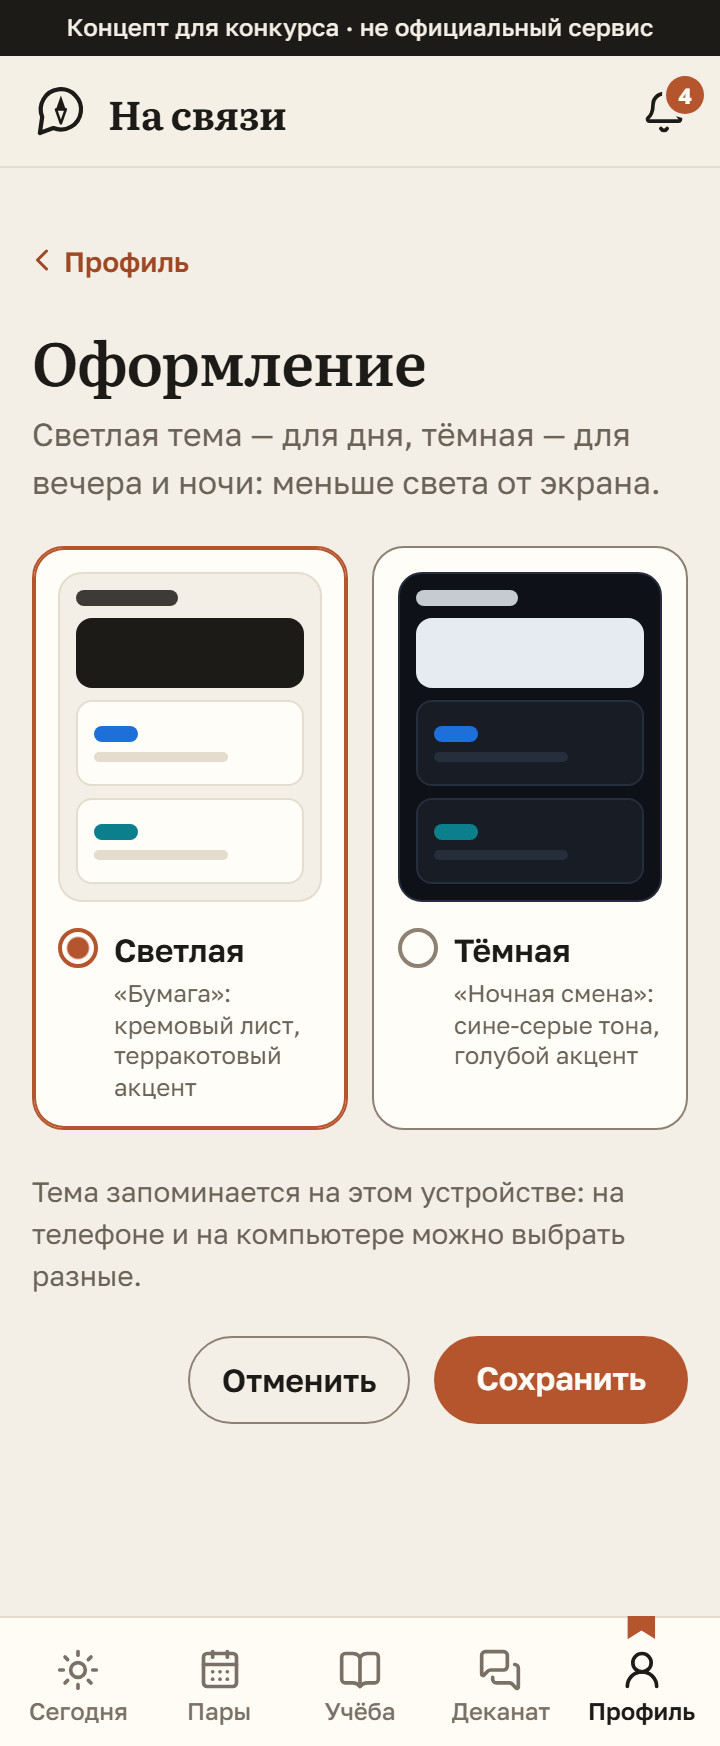 Концепт для конкурса · не официальный сервис
На связи
4
Профиль
Оформление
Светлая тема — для дня, тёмная — для
вечера и ночи: меньше света от экрана.
Светлая
«Бумага»:
кремовый лист,
терракотовый
акцент
Тёмная
«Ночная смена»:
сине-серые тона,
голубой акцент
Тема запоминается на этом устройстве: на
телефоне и на компьютере можно выбрать
разные.
Отменить
Сохранить
Сегодня
Пары
Учёба
Деканат
Профиль